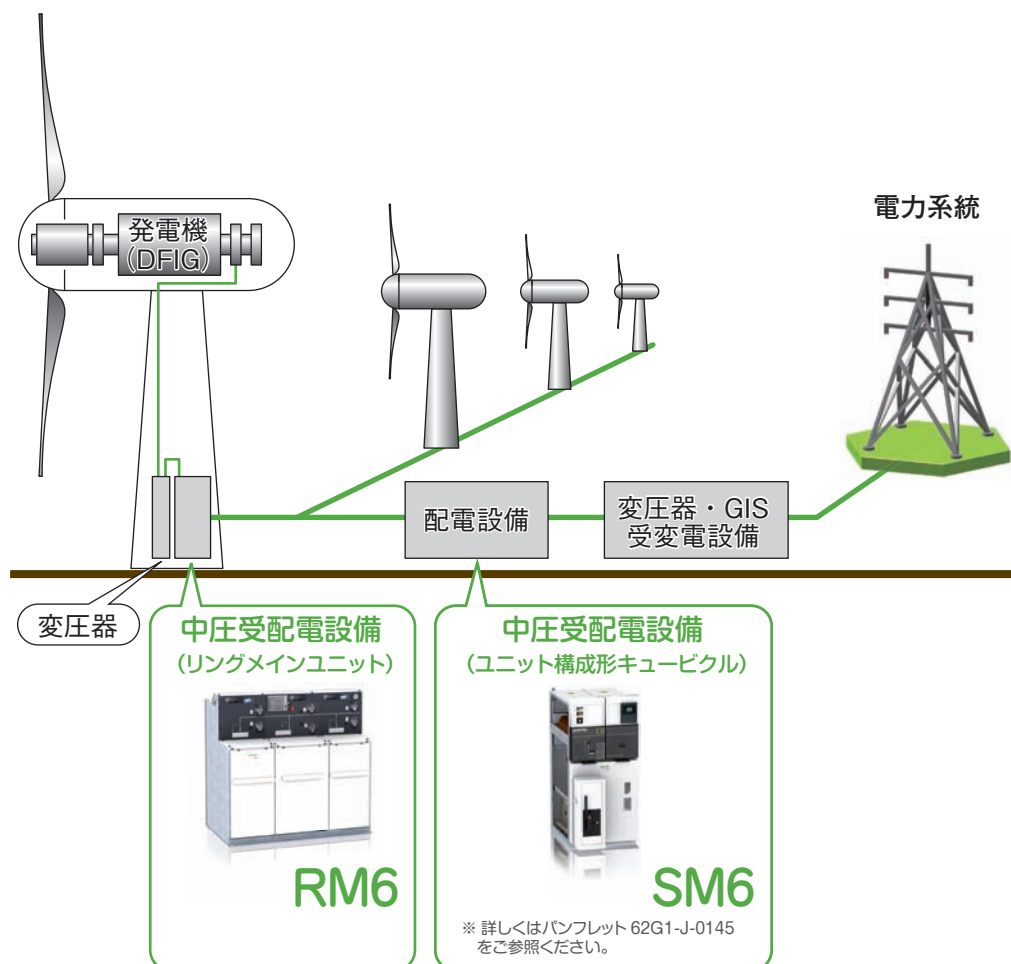 発電機
(DFIG)
電力系統
配電設備
変圧器・GIS
受変電設備
変圧器
中圧受配電設備
(リングメインユニット)
RM6
中圧受配電設備
(ユニット構成形キュービクル)
SM6
※ 詳しくはパンフレット 62G1-J-0145
をご参照ください。